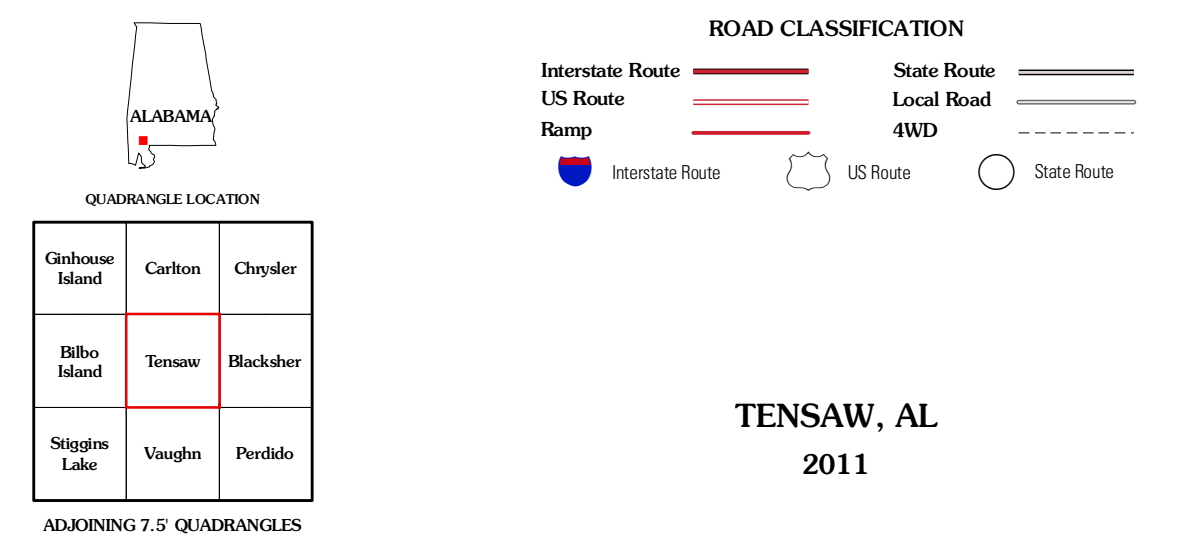 ALABAMA
QUADRANGLE LOCATION
Ginhouse
Island
Carlton
Chrysler
Bilbo
Island
Tensaw
Blacksher
Stiggins
Lake
Vaughn
Perdido
ADJOINING 7.5' QUADRANGLES
ROAD CLASSIFICATION
Interstate Route
State Route
US Route
Local Road
Ramp
4WD
Interstate Route
US Route
State Route
TENSAW, AL
2011